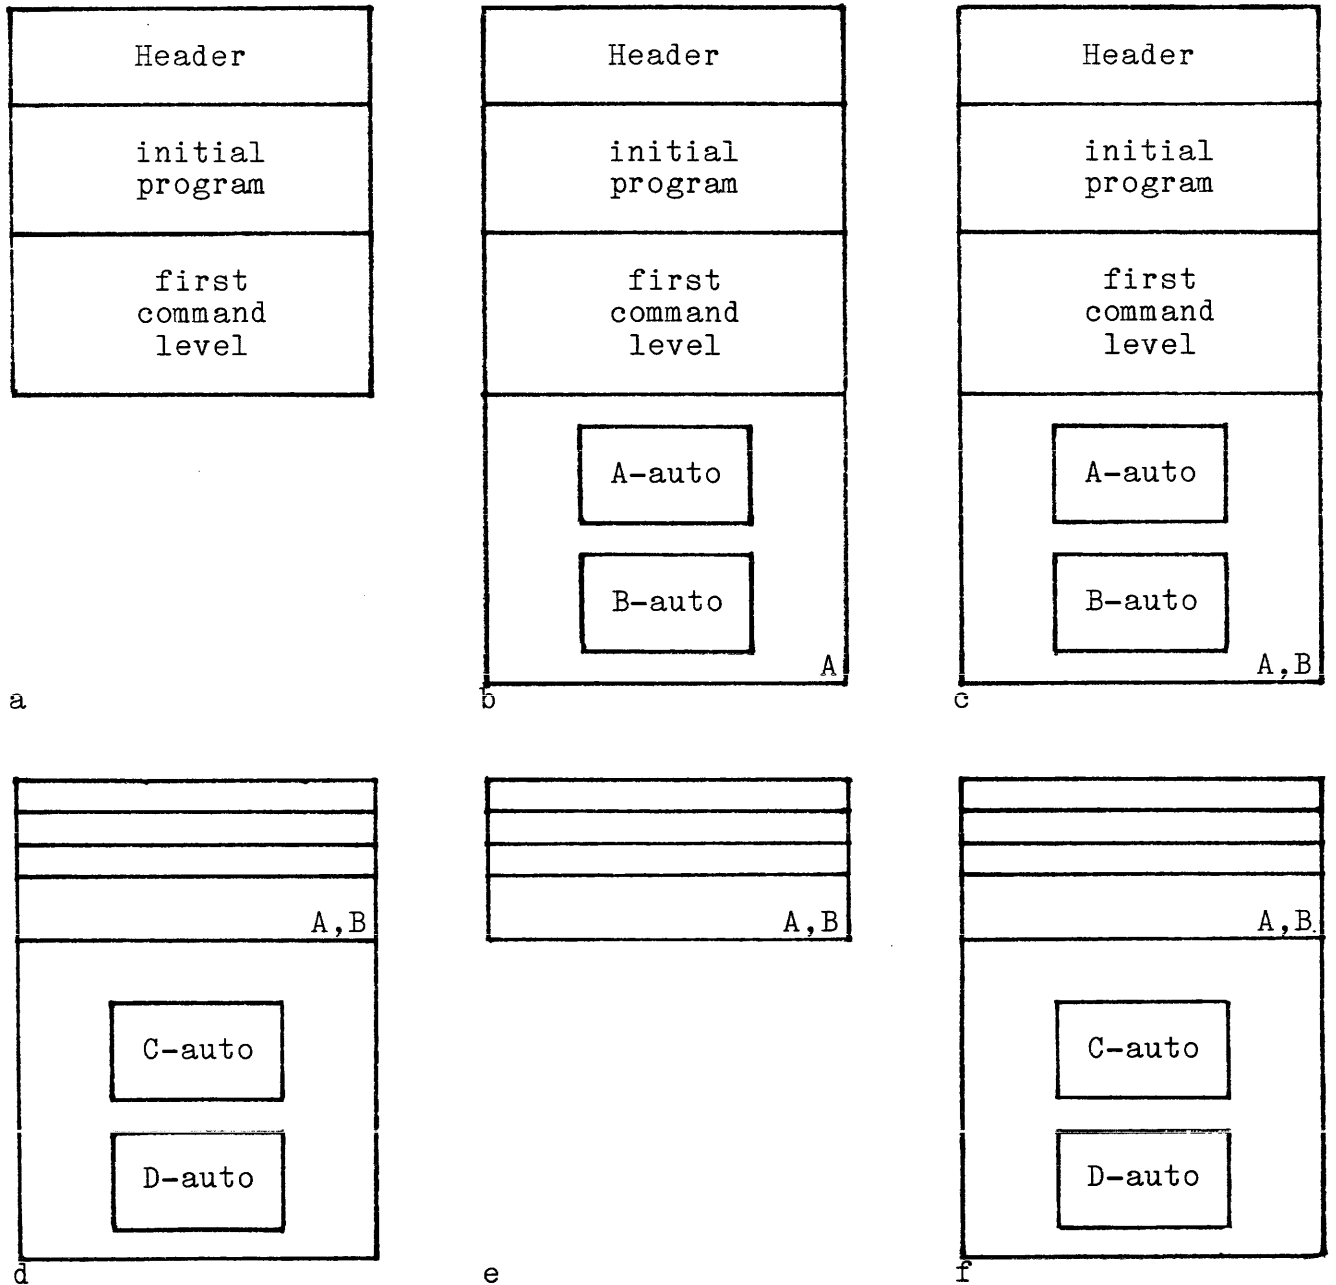 Header
initial
program
first
command
level
a
Header
initial
program
first
command
level
A-auto
B-auto
A
b
Header
initial
program
first
command
level
A-auto
B-auto
A,B
c
A,B
C-auto
D-auto
d
A,B
e
A,B
C-auto
D-auto
f